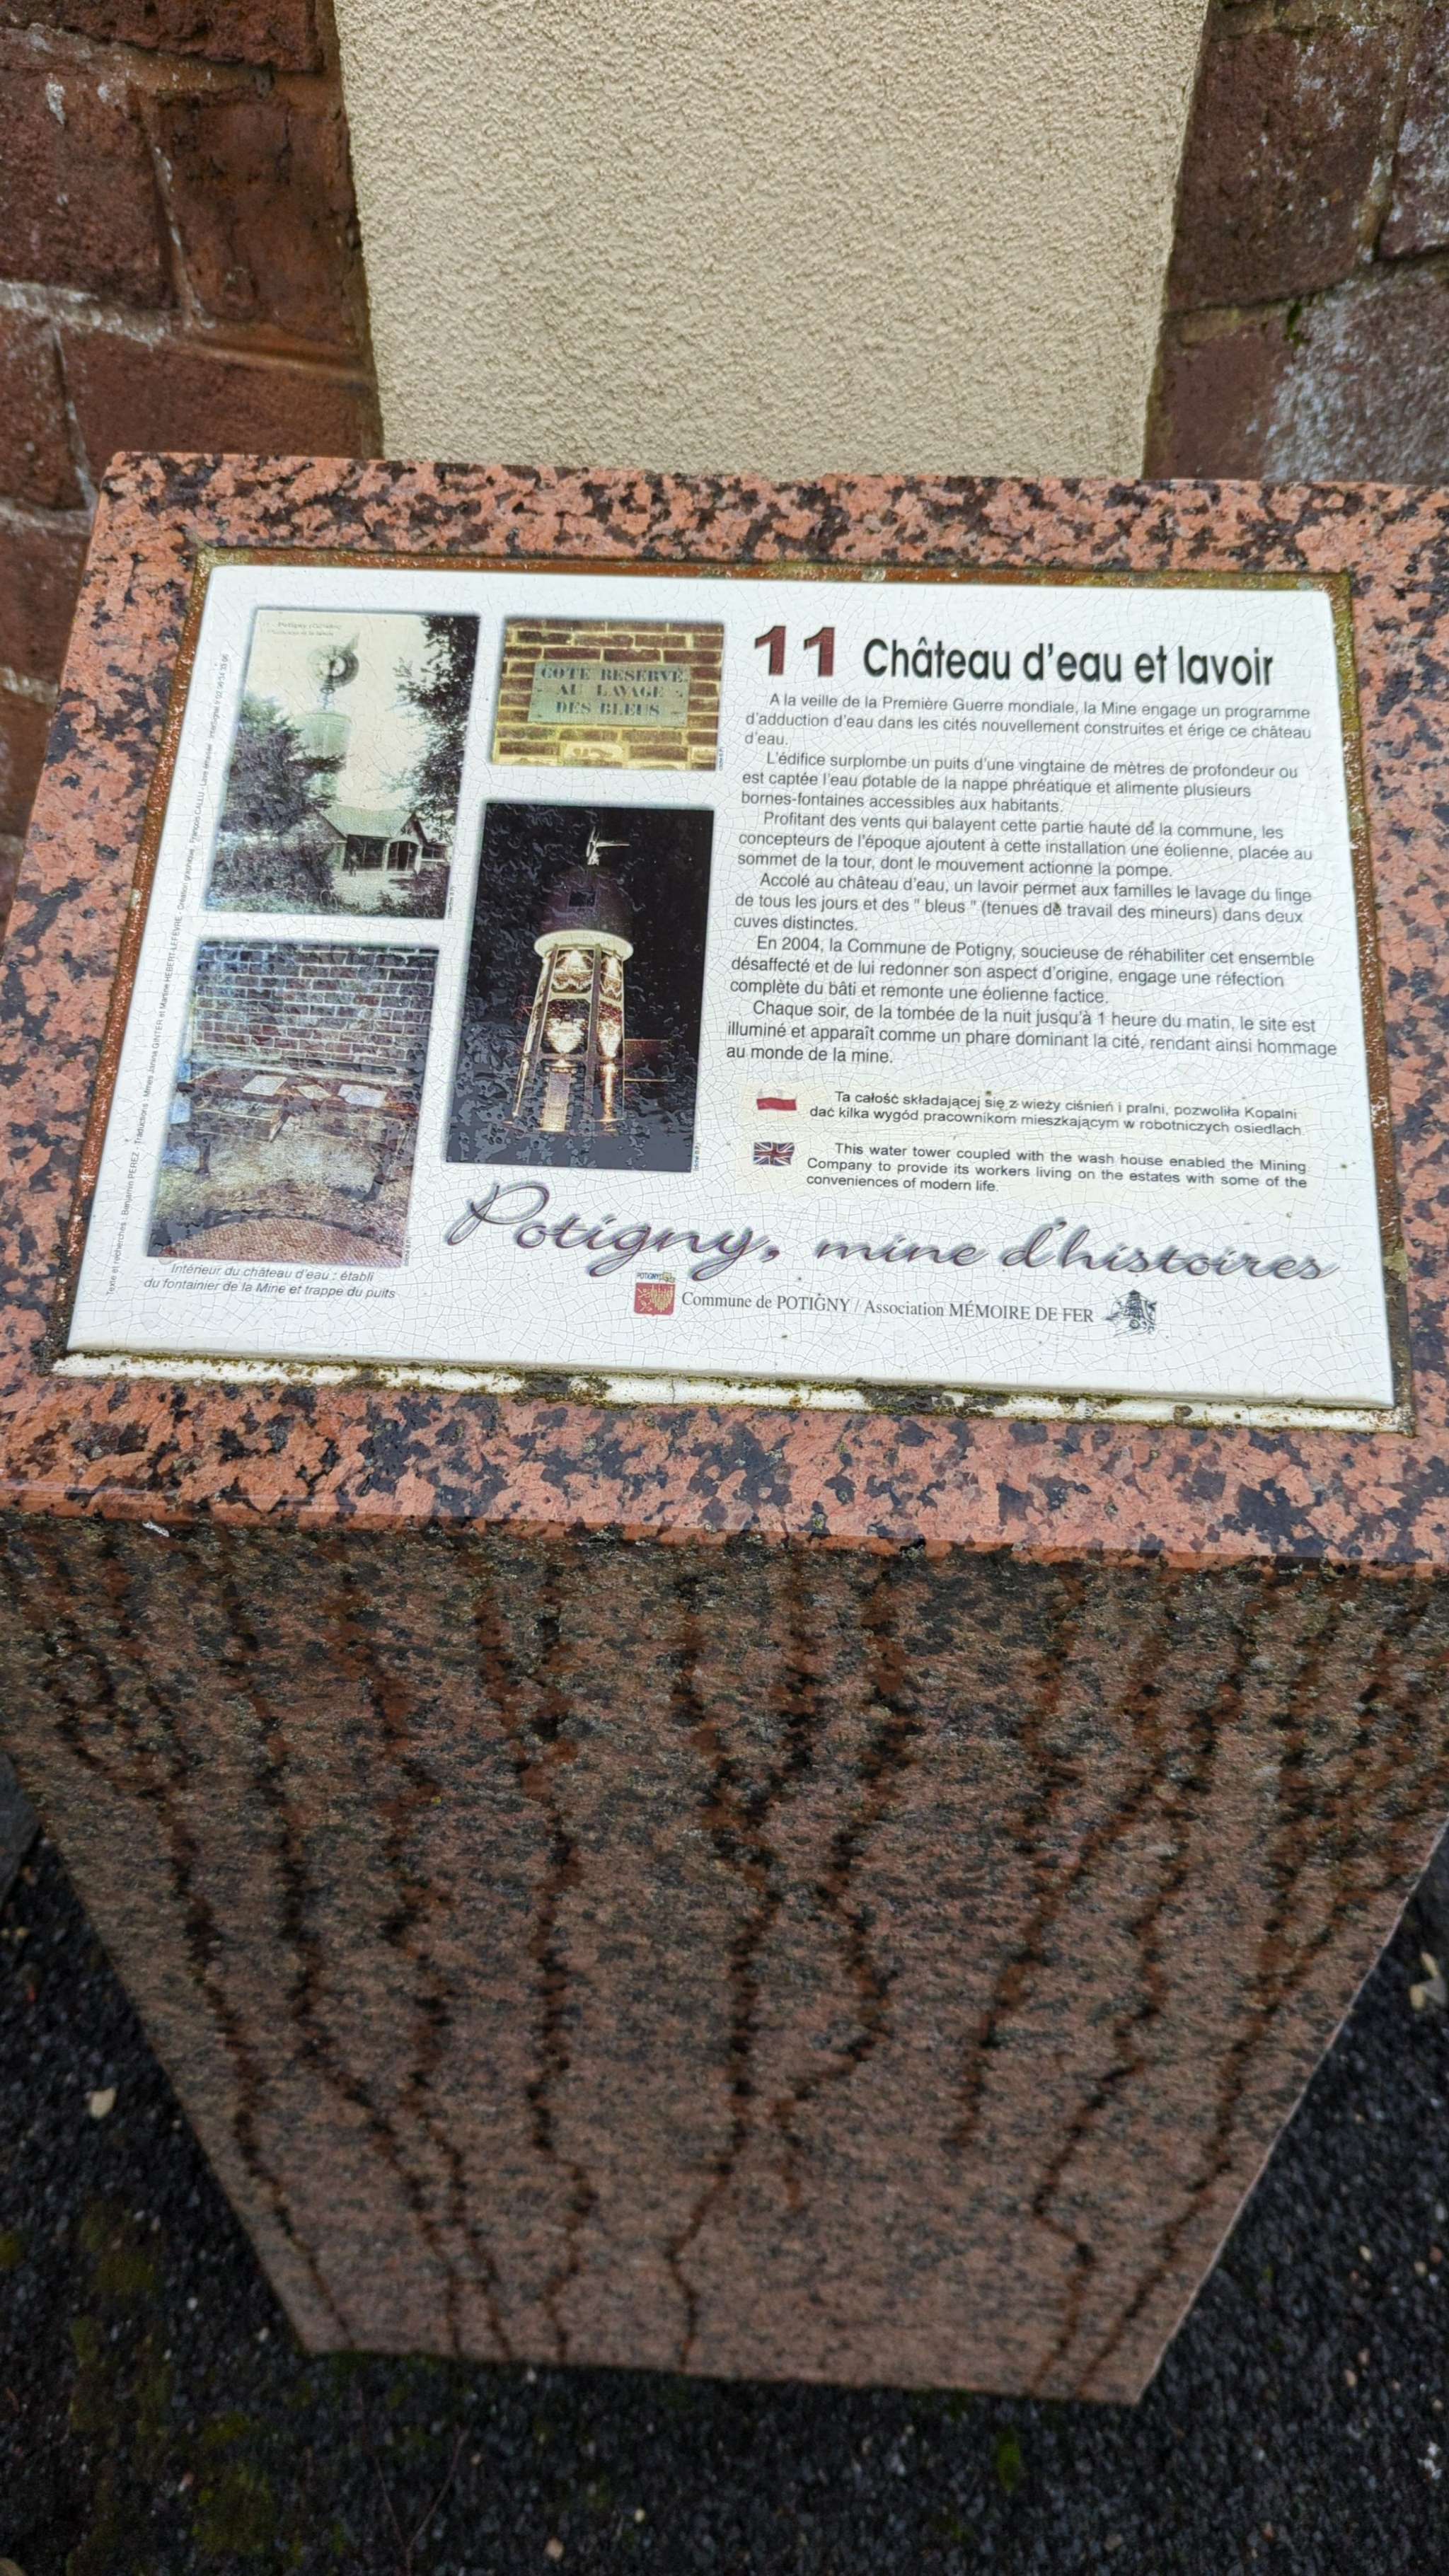 11 Château d'eau et lavoir
A la veille de la Première Guerre mondiale, la Mine engage un programme
d'adduction d'eau dans les cités nouvellement construites et érige ce château
d'eau.
L'édifice surplombe un puits d'une vingtaine de mètres de profondeur ou
est captée l'eau potable de la nappe phréatique et alimente plusieurs
bornes-fontaines accessibles aux habitants.
Profitant des vents qui balayent cette partie haute de la commune, les
concepteurs de l'époque ajoutent à cette installation une éolienne, placée au
sommet de la tour, dont le mouvement actionne la pompe.
Accolé au château d'eau, un lavoir permet aux familles le lavage du linge
de tous les jours et des " bleus " (tenues de travail des mineurs) dans deux
cuves distinctes.
En 2004, la Commune de Potigny, soucieuse de réhabiliter cet ensemble
désaffecté et de lui redonner son aspect d'origine, engage une réfection
complète du bâti et remonte une éolienne factice.
Chaque soir, de la tombée de la nuit jusqu'à 1 heure du matin, le site est
illuminé et apparaît comme un phare dominant la cité, rendant ainsi hommage
au monde de la mine.
Ta całość składającej się z wieży ciśnień i pralni, pozwoliła Kopalni
dać kilka wygód pracownikom mieszkającym w robotniczych osiedlach.
This water tower coupled with the wash house enabled the Mining
Company to provide its workers living on the estates with some of the
conveniences of modern life.
COTE RESERVE
AU LAVAGE
DES BLEUS
Intérieur du château d'eau : établi
du fontainier de la Mine et trappe du puits
Potigny, mine d'histoires
POTIGNY
Commune de POTIGNY / Association MÉMOIRE DE FER
Texte et recherches : Benjamin PEREZ. Traductions : Mmes